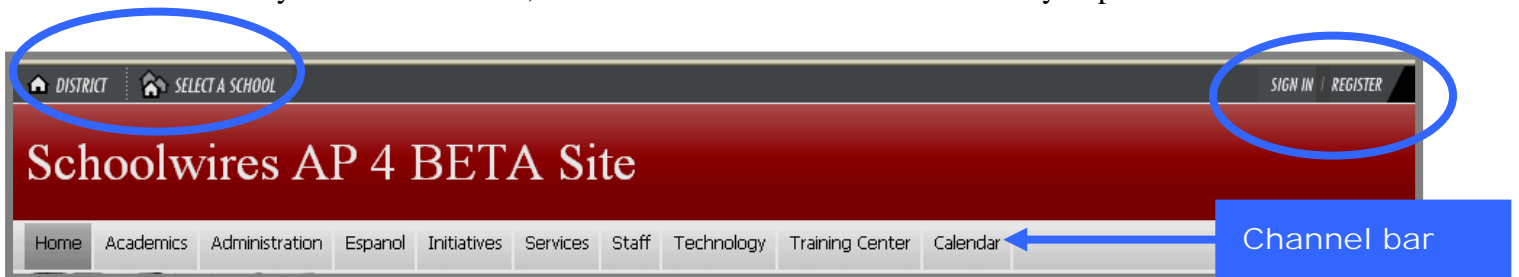 DISTRICT SELECT A SCHOOL SIGN IN / REGISTER
Schoolwires AP 4 BETA Site
Home Academics Administration Espanol Initiatives Services Staff Technology Training Center Calendar
Channel bar